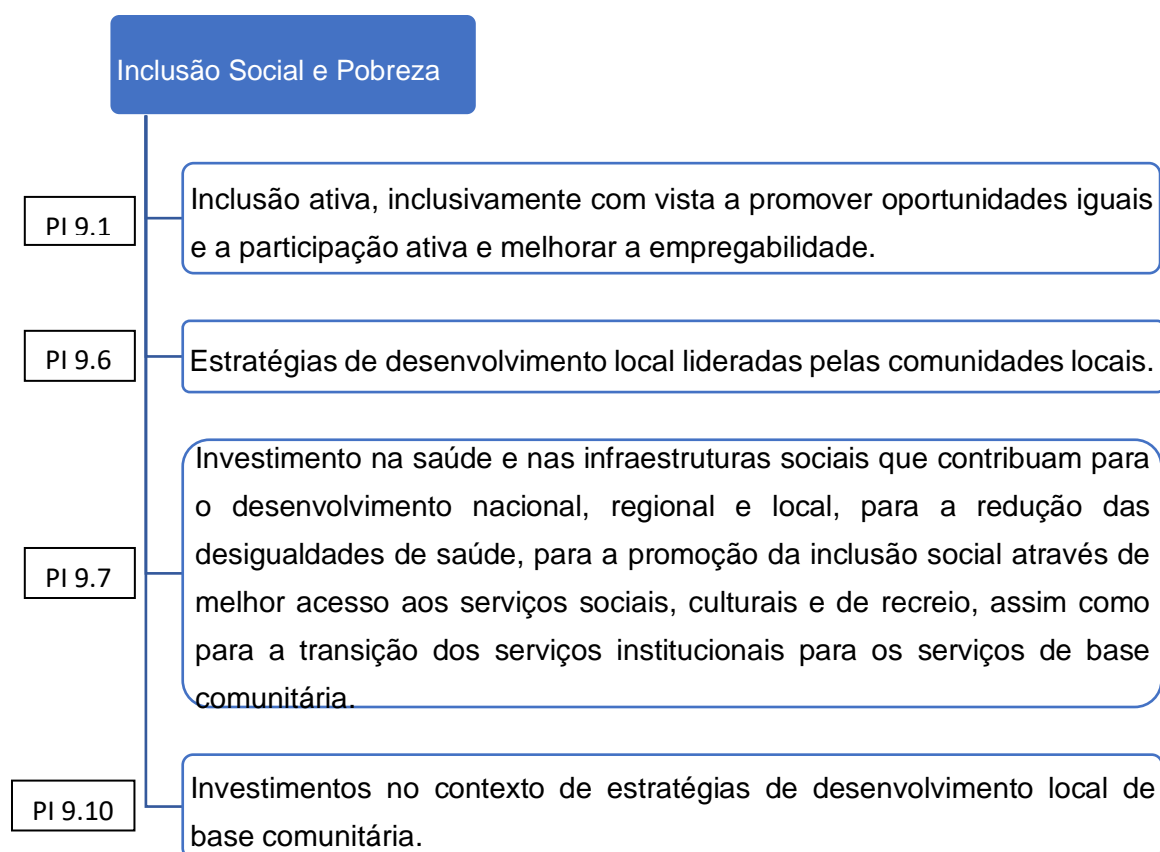 Inclusão Social e Pobreza
PI 9.1
Inclusão ativa, inclusivamente com vista a promover oportunidades iguais
e a participação ativa e melhorar a empregabilidade.
PI 9.6
Estratégias de desenvolvimento local lideradas pelas comunidades locais.
PI 9.7
Investimento na saúde e nas infraestruturas sociais que contribuam para
o desenvolvimento nacional, regional e local, para a redução das
desigualdades de saúde, para a promoção da inclusão social através de
melhor acesso aos serviços sociais, culturais e de recreio, assim como
para a transição dos serviços institucionais para os serviços de base
comunitária.
PI 9.10
Investimentos no contexto de estratégias de desenvolvimento local de
base comunitária.